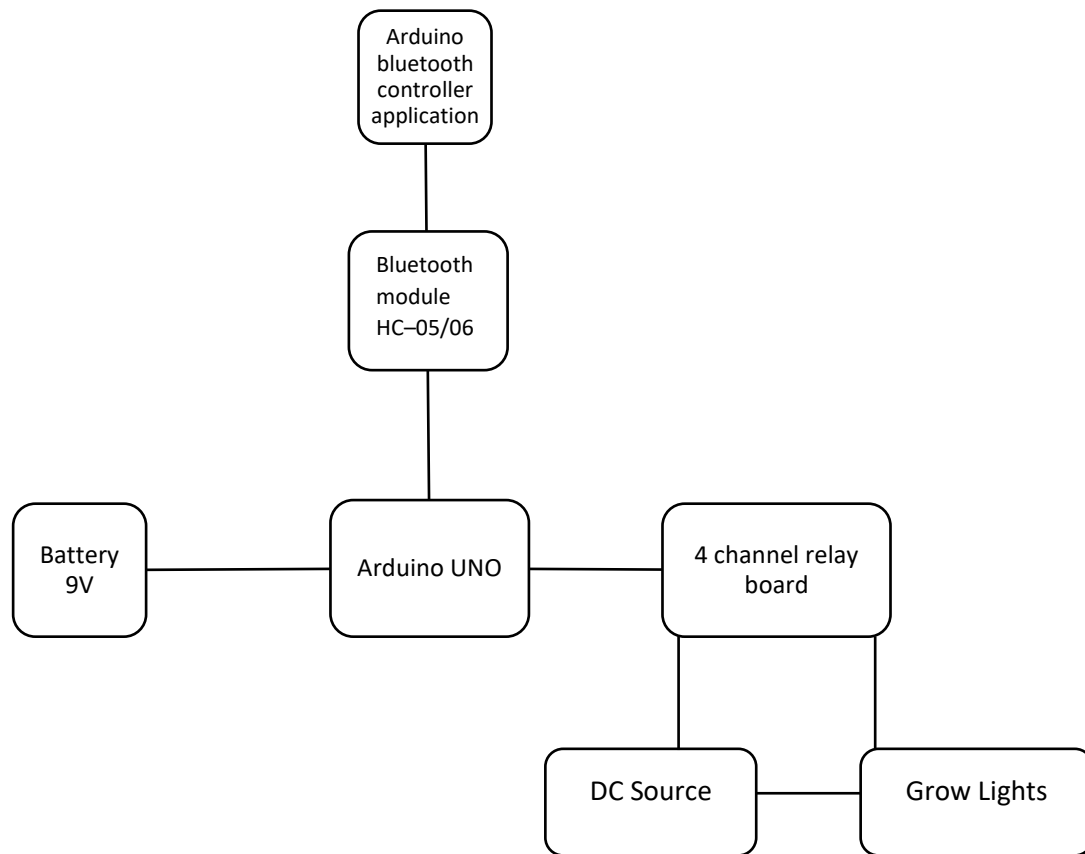 Arduino
bluetooth
controller
application
Bluetooth
module
HC–05/06
Battery
9V
Arduino UNO
4 channel relay
board
DC Source
Grow Lights